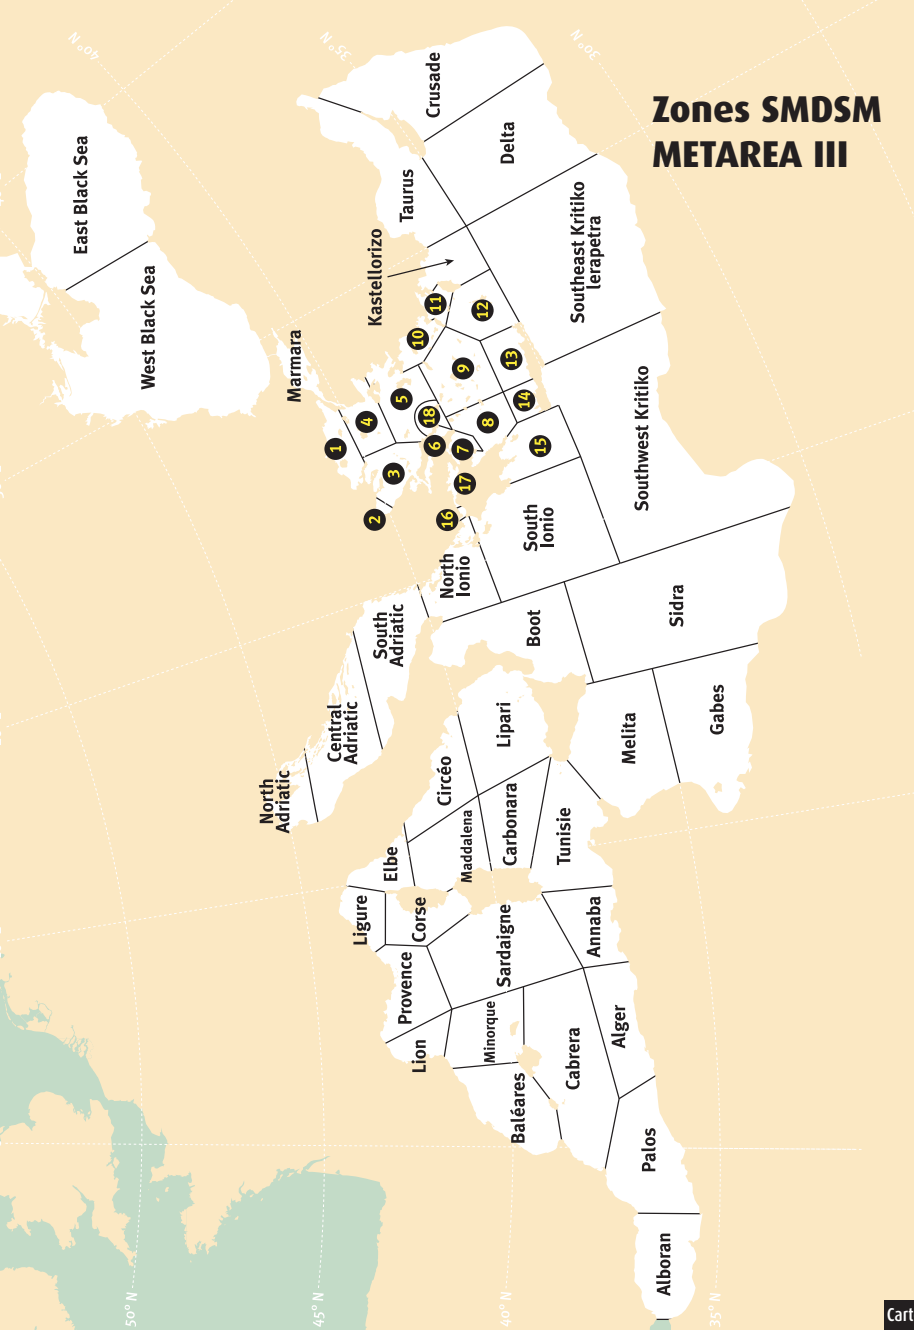 Zones SMDSM
METAREA III
40° N
35° N
30° N
East Black Sea
West Black Sea
Marmara
Crusade
Delta
Taurus
Kastellorizo
Southeast Kritiko
Ierapetra
Southwest Kritiko
1
2
3
4
5
6
7
8
9
10
11
12
13
14
15
16
17
18
South
Ionio
North
Ionio
Boot
Sidra
South
Adriatic
Central
Adriatic
North
Adriatic
Gabes
Melita
Lipari
Circéo
Carbonara
Maddalena
Tunisie
Elbe
Ligure
Corse
Sardaigne
Annaba
Provence
Lion
Minorque
Baléares
Cabrera
Alger
Palos
Alboran
50° N
45° N
40° N
35° N
Cart